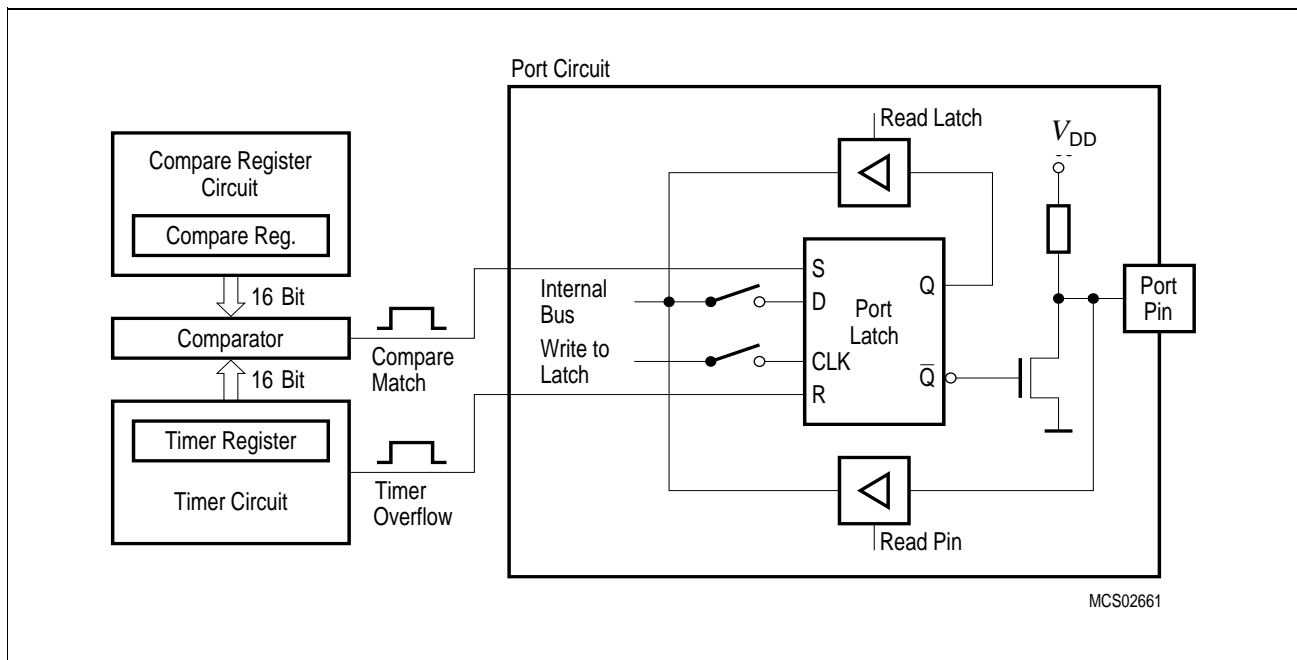 Port Circuit
Read Latch
V_DD
Compare Register
Circuit
Compare Reg.
16 Bit
Comparator
16 Bit
Timer Register
Timer Circuit
Compare
Match
Timer
Overflow
Internal
Bus
Write to
Latch
S
D
CLK
R
Port
Latch
Q
Q̅
Port
Pin
Read Pin
MCS02661